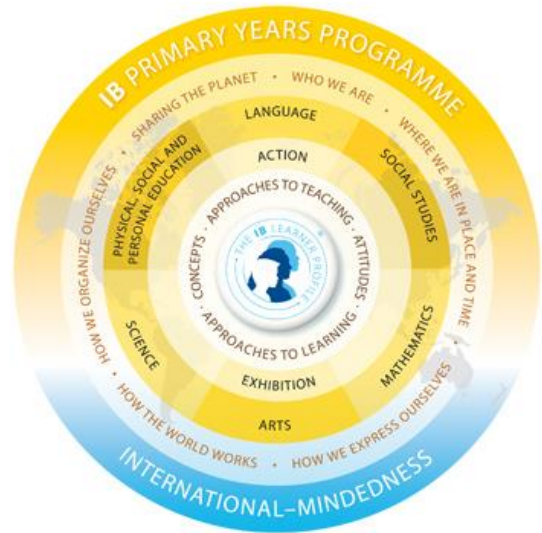 IB PRIMARY YEARS PROGRAMME
SHARING THE PLANET • WHO WE ARE • WHERE WE ARE IN PLACE AND TIME • HOW WE EXPRESS OURSELVES • HOW THE WORLD WORKS • HOW WE ORGANIZE OURSELVES •
LANGUAGE
SOCIAL STUDIES
MATHEMATICS
ARTS
SCIENCE
PHYSICAL, SOCIAL AND
PERSONAL EDUCATION
ACTION
EXHIBITION
APPROACHES TO TEACHING · ATTITUDES · APPROACHES TO LEARNING · CONCEPTS ·
THE IB LEARNER PROFILE
INTERNATIONAL–MINDEDNESS